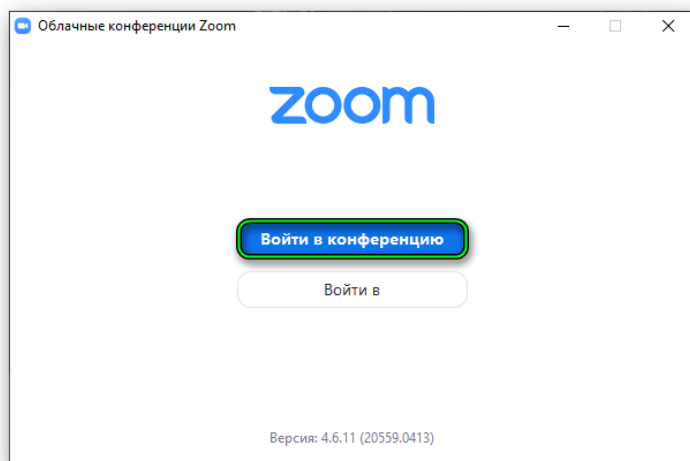 Облачные конференции Zoom
zoom
Войти в конференцию
Войти в
Версия: 4.6.11 (20559.0413)